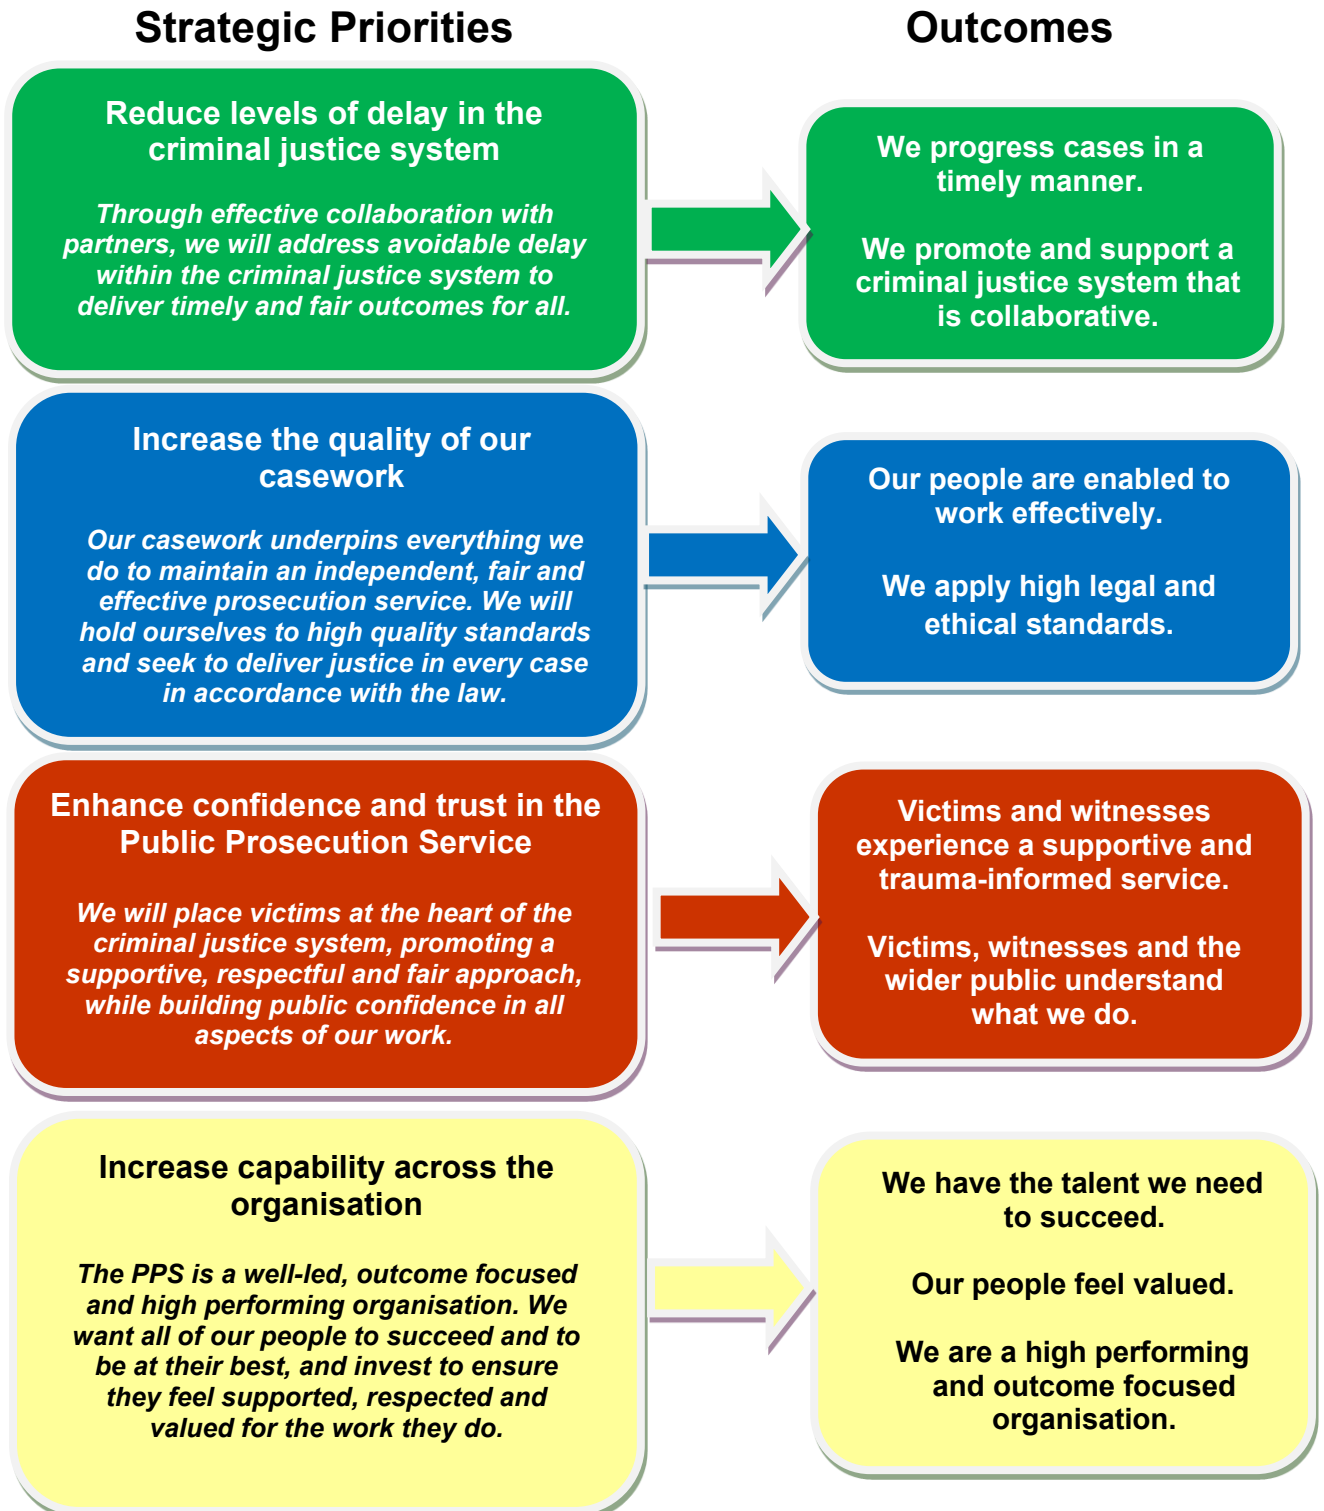 Strategic Priorities
Outcomes
Reduce levels of delay in the
criminal justice system
Through effective collaboration with
partners, we will address avoidable delay
within the criminal justice system to
deliver timely and fair outcomes for all.
We progress cases in a
timely manner.
We promote and support a
criminal justice system that
is collaborative.
Increase the quality of our
casework
Our casework underpins everything we
do to maintain an independent, fair and
effective prosecution service. We will
hold ourselves to high quality standards
and seek to deliver justice in every case
in accordance with the law.
Our people are enabled to
work effectively.
We apply high legal and
ethical standards.
Enhance confidence and trust in the
Public Prosecution Service
We will place victims at the heart of the
criminal justice system, promoting a
supportive, respectful and fair approach,
while building public confidence in all
aspects of our work.
Victims and witnesses
experience a supportive and
trauma-informed service.
Victims, witnesses and the
wider public understand
what we do.
Increase capability across the
organisation
The PPS is a well-led, outcome focused
and high performing organisation. We
want all of our people to succeed and to
be at their best, and invest to ensure
they feel supported, respected and
valued for the work they do.
We have the talent we need
to succeed.
Our people feel valued.
We are a high performing
and outcome focused
organisation.